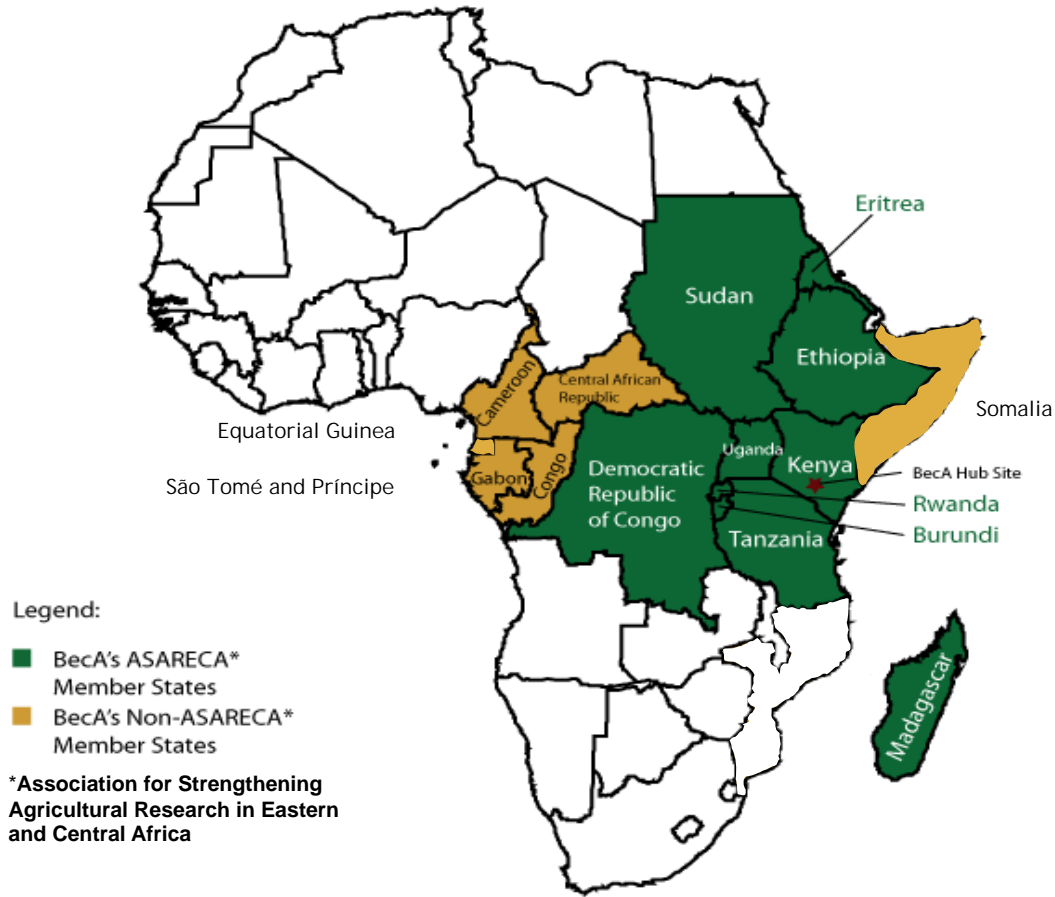 Eritrea
Sudan
Ethiopia
Cameroon
Central African
Republic
Somalia
Equatorial Guinea
Uganda
Kenya
BecA Hub Site
Gabon
Congo
Democratic
Republic
of Congo
São Tomé and Príncipe
Rwanda
Burundi
Tanzania
Madagascar
Legend:
BecA's ASARECA*
Member States
BecA's Non-ASARECA*
Member States
*Association for Strengthening
Agricultural Research in Eastern
and Central Africa